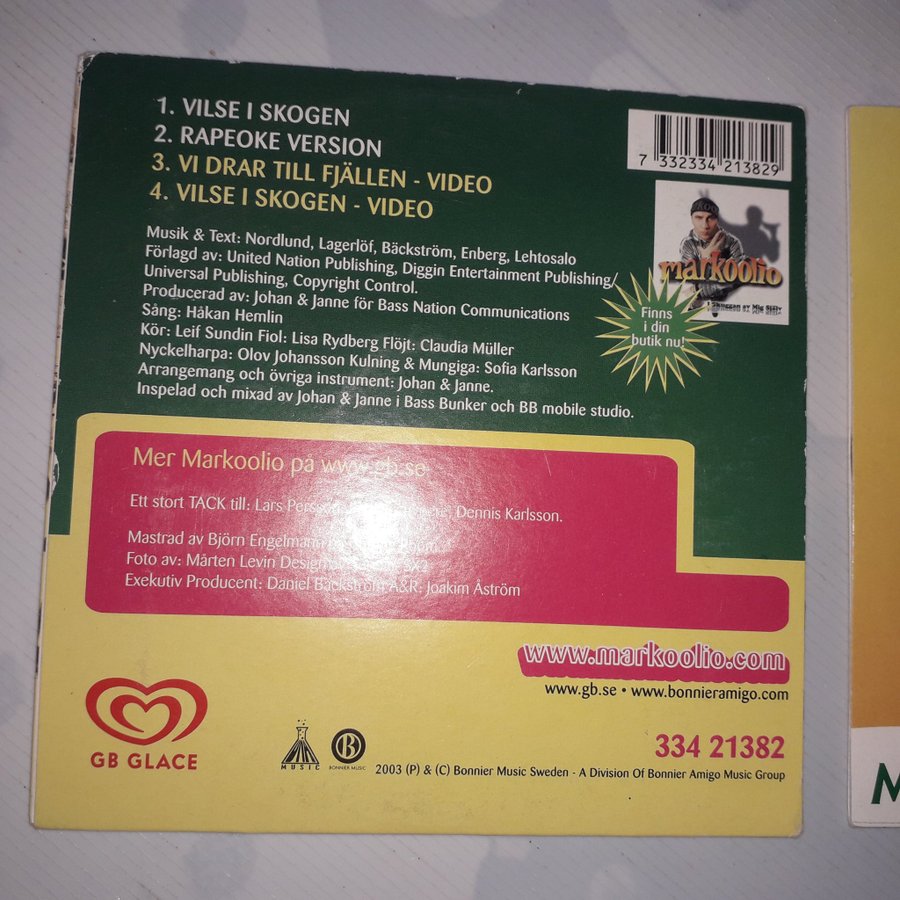 1. VILSE I SKOGEN
2. RAPEOKE VERSION
3. VI DRAR TILL FJÄLLEN - VIDEO
4. VILSE I SKOGEN - VIDEO
7 332334 213829
markoolio
I Skuggan av Mig Själv
Finns
i din
butik nu!
Musik & Text: Nordlund, Lagerlöf, Bäckström, Enberg, Lehtosalo
Förlagd av: United Nation Publishing, Diggin Entertainment Publishing/
Universal Publishing, Copyright Control.
Producerad av: Johan & Janne för Bass Nation Communications
Sång: Håkan Hemlin
Kör: Leif Sundin Fiol: Lisa Rydberg Flöjt: Claudia Müller
Nyckelharpa: Olov Johansson Kulning & Mungiga: Sofia Karlsson
Arrangemang och övriga instrument: Johan & Janne.
Inspelad och mixad av Johan & Janne i Bass Bunker och BB mobile studio.
Mer Markoolio på www.gb.se
Ett stort TACK till: Lars Dennis Karlsson.
Mastrad av Björn Engelmann
Foto av: Mårten Levin
Exekutiv Producent: Daniel Bäckström A&R: Joakim Åström
www.markoolio.com
www.gb.se • www.bonnieramigo.com
GB GLACE
MUSIC
B
BONNIER MUSIC
334 21382
2003 (P) & (C) Bonnier Music Sweden - A Division Of Bonnier Amigo Music Group
M